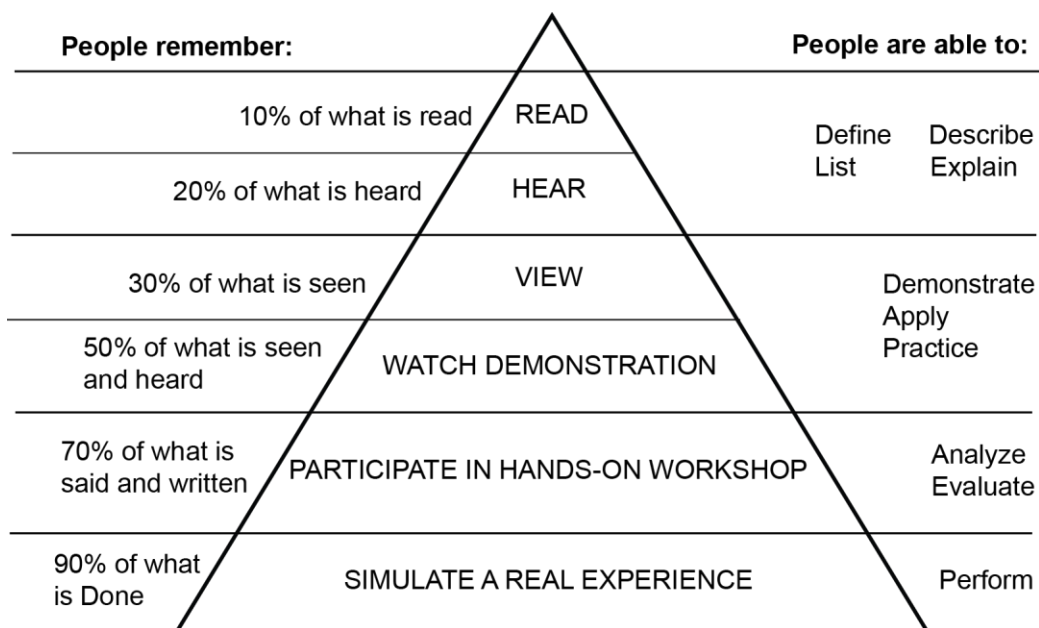 People remember:
People are able to:
10% of what is read
READ
Define Describe
List Explain
20% of what is heard
HEAR
30% of what is seen
VIEW
Demonstrate
Apply
Practice
50% of what is seen
and heard
WATCH DEMONSTRATION
70% of what is
said and written
PARTICIPATE IN HANDS-ON WORKSHOP
Analyze
Evaluate
90% of what
is Done
SIMULATE A REAL EXPERIENCE
Perform